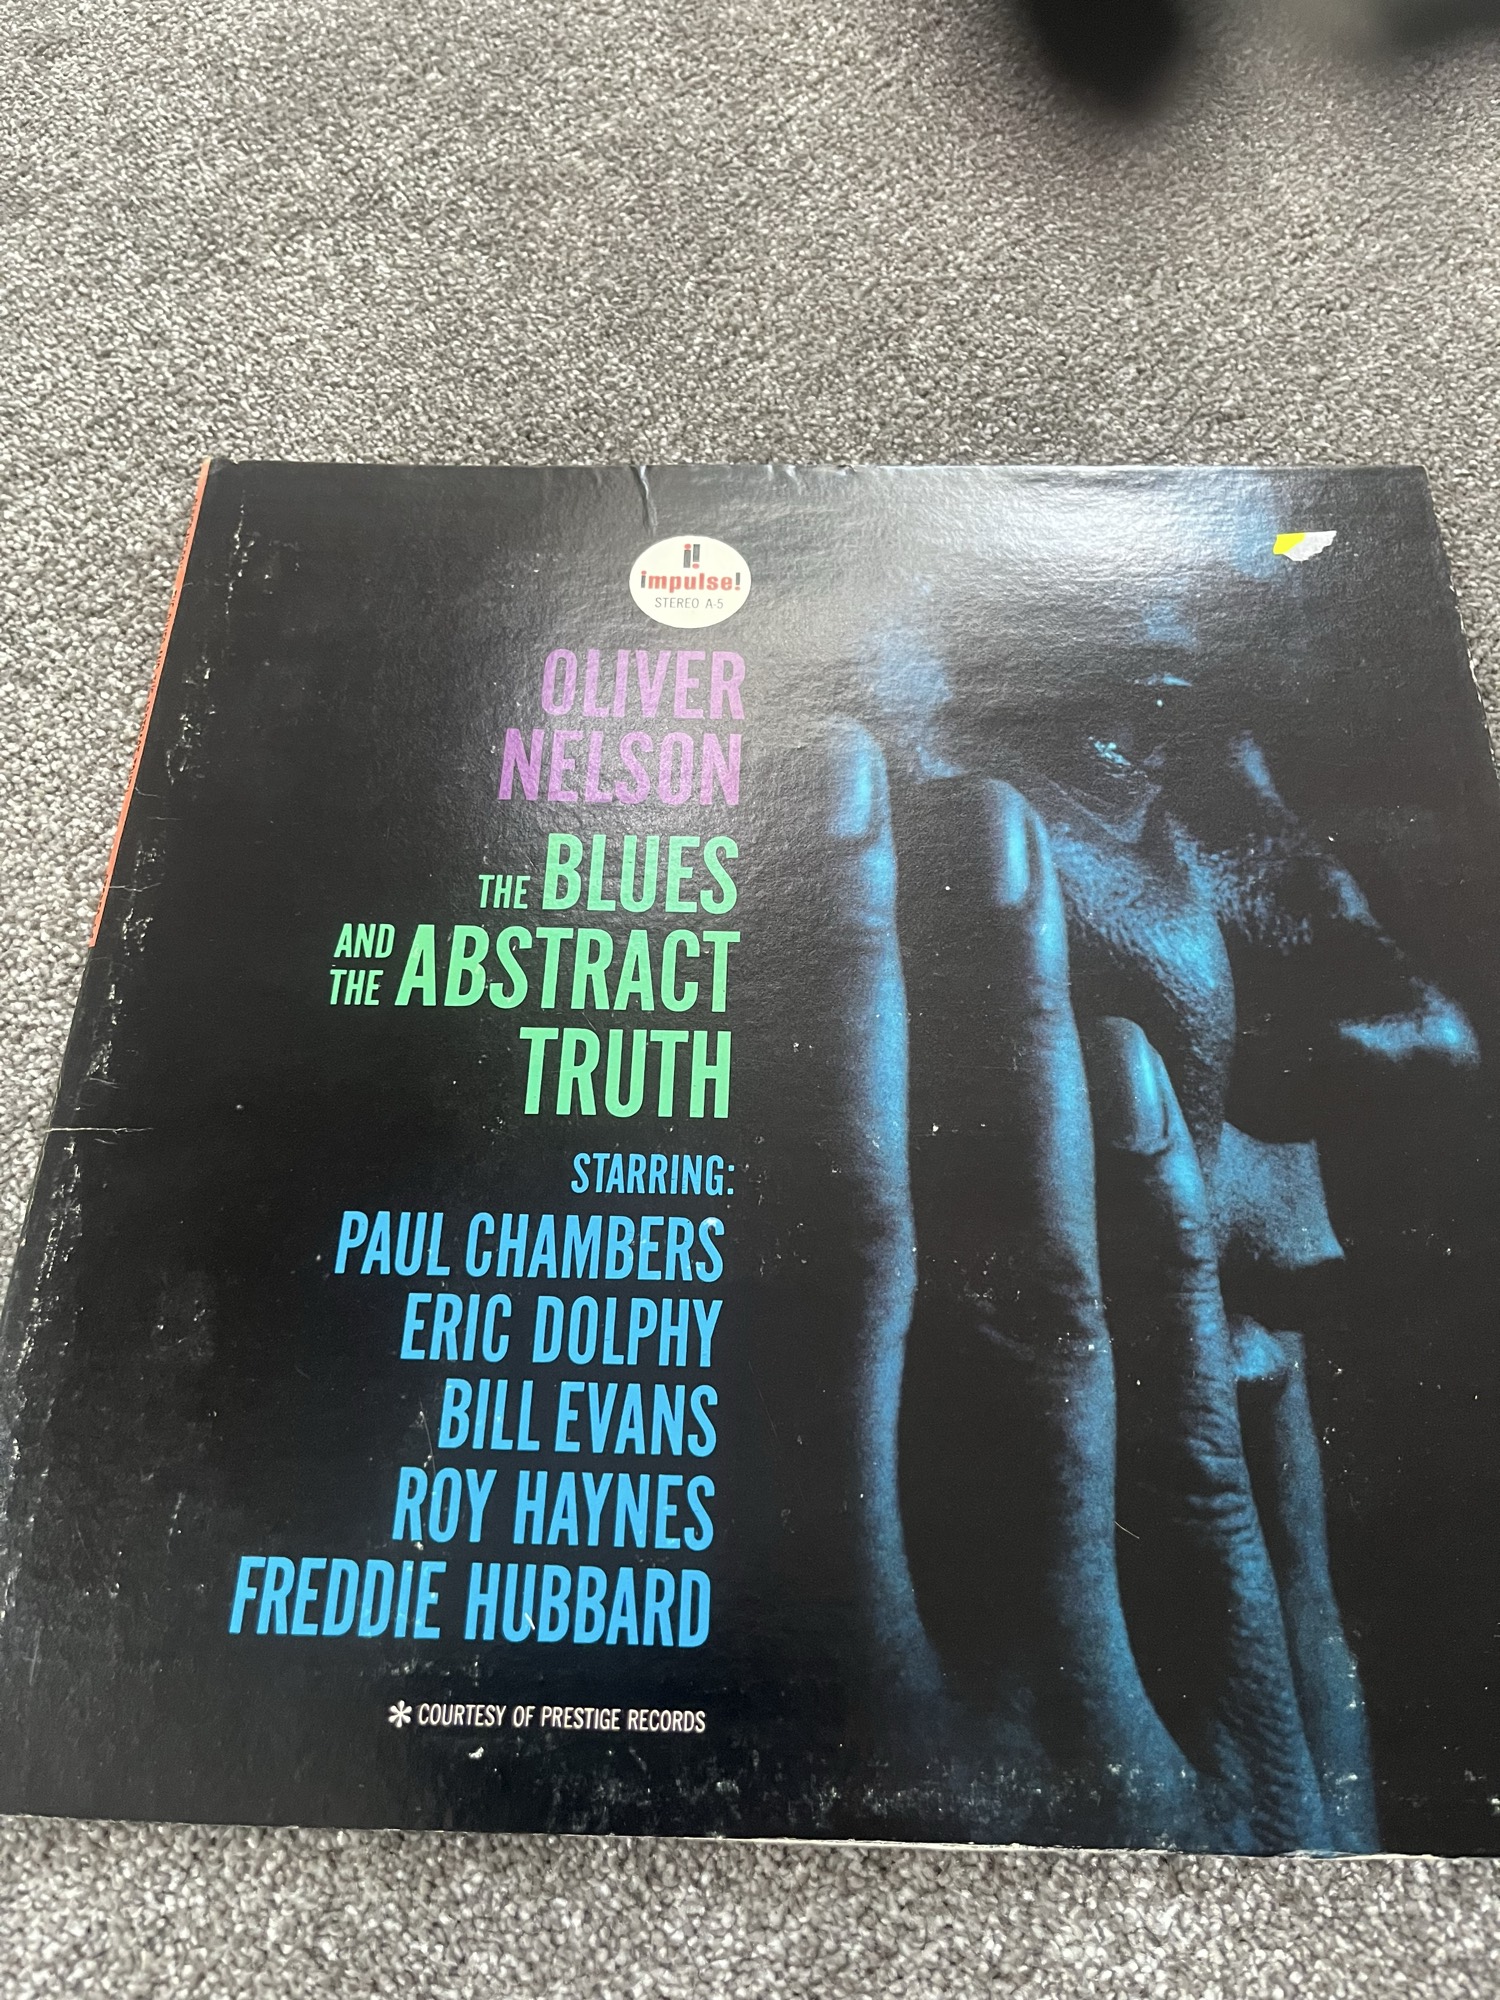 i!
impulse!
STEREO A-5
OLIVER
NELSON
THE BLUES
AND THE ABSTRACT
TRUTH
STARRING:
PAUL CHAMBERS
ERIC DOLPHY
BILL EVANS
ROY HAYNES
FREDDIE HUBBARD
* COURTESY OF PRESTIGE RECORDS